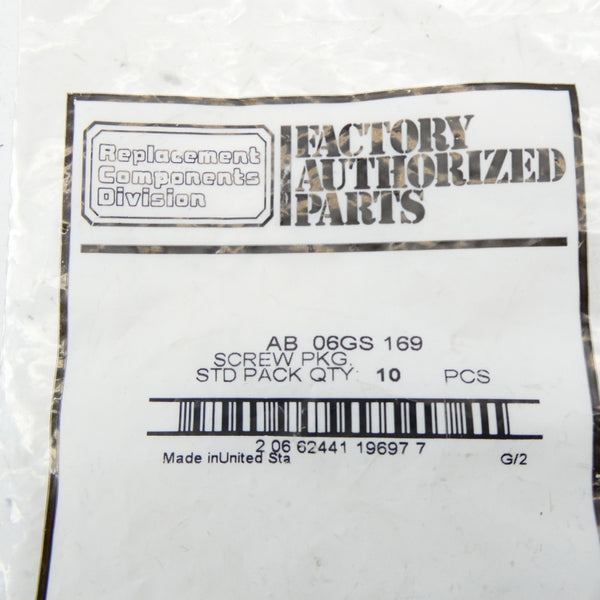 Replacement
Components
Division
FACTORY
AUTHORIZED
PARTS
AB 06GS 169
SCREW PKG.
STD PACK QTY: 10 PCS
2 06 62441 19697 7
Made inUnited Sta
G/2